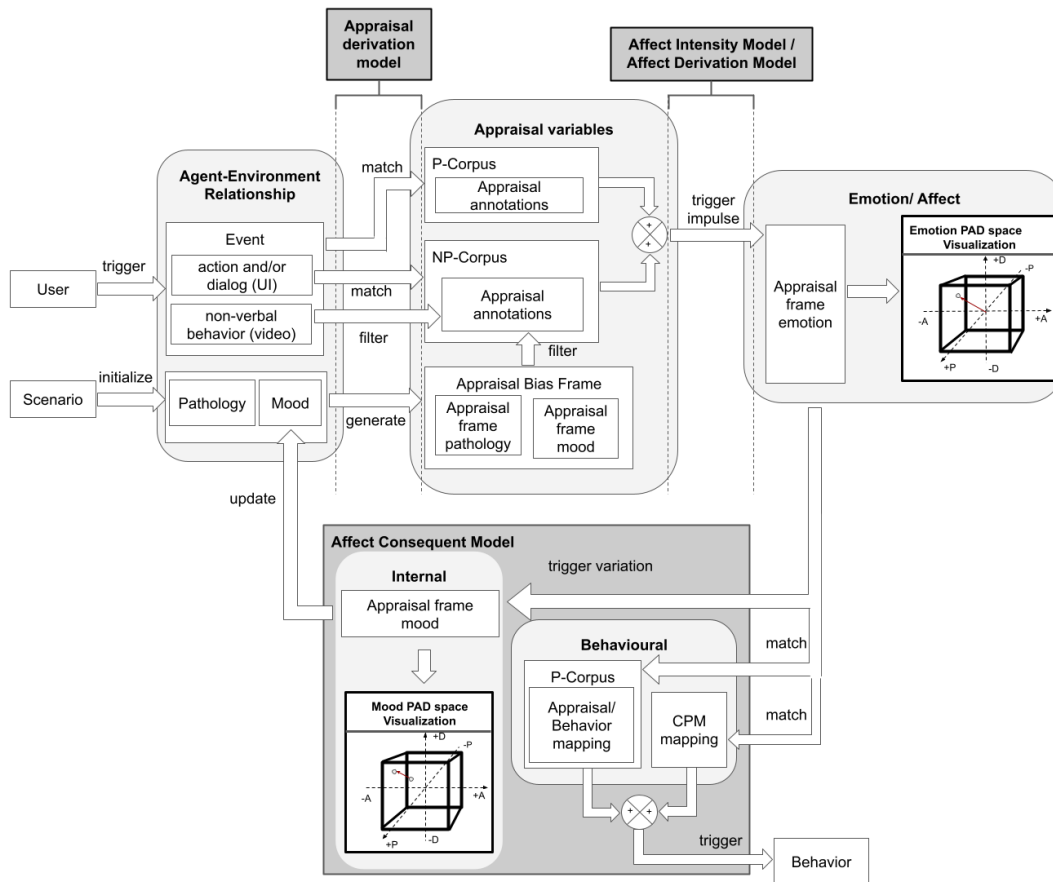 Appraisal
derivation
model
Affect Intensity Model /
Affect Derivation Model
Appraisal variables
match
P-Corpus
Appraisal
annotations
Agent-Environment
Relationship
trigger
impulse
Emotion/ Affect
Event
Emotion PAD space
Visualization
+D
-P
-A
+A
+P
-D
NP-Corpus
trigger
action and/or
dialog (UI)
User
match
Appraisal
annotations
Appraisal
frame
emotion
non-verbal
behavior (video)
filter
filter
initialize
Scenario
Pathology
Mood
generate
Appraisal Bias Frame
Appraisal
frame
pathology
Appraisal
frame
mood
update
Affect Consequent Model
trigger variation
Internal
Appraisal frame
mood
Behavioural
match
P-Corpus
Appraisal/
Behavior
mapping
CPM
mapping
match
Mood PAD space
Visualization
+D
-P
-A
+A
+P
-D
+ +
+ +
+ +
trigger
Behavior